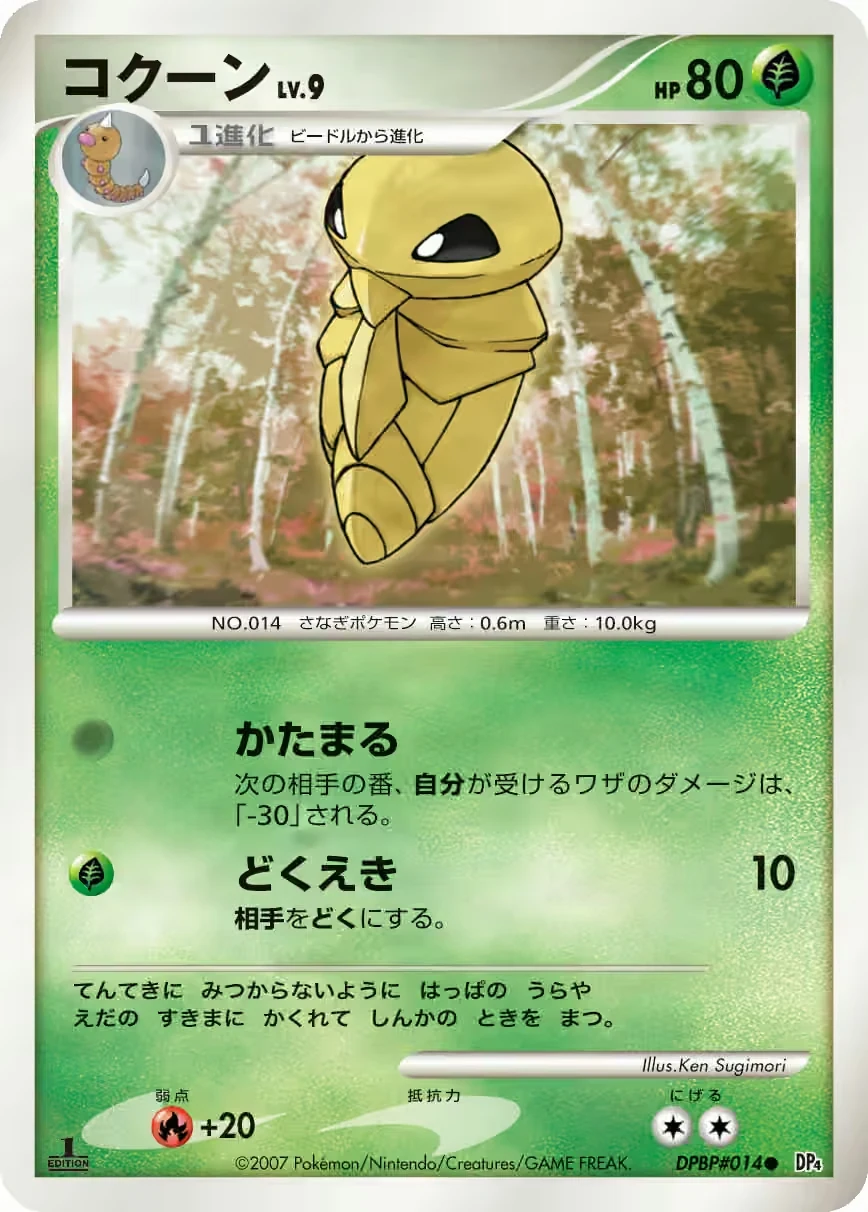 コクーン LV.9 HP 80
1進化 ビードルから進化
NO.014 さなぎポケモン 高さ:0.6m 重さ:10.0kg
かたまる
次の相手の番、自分が受けるワザのダメージは、
「-30」される。
どくえき 10
相手をどくにする。
てんてきに みつからないように はっぱの うらや
えだの すきまに かくれて しんかの ときを まつ。
Illus.Ken Sugimori
弱点 抵抗力 にげる
+20
1 EDITION
©2007 Pokémon/Nintendo/Creatures/GAME FREAK. DPBP#014● DP4